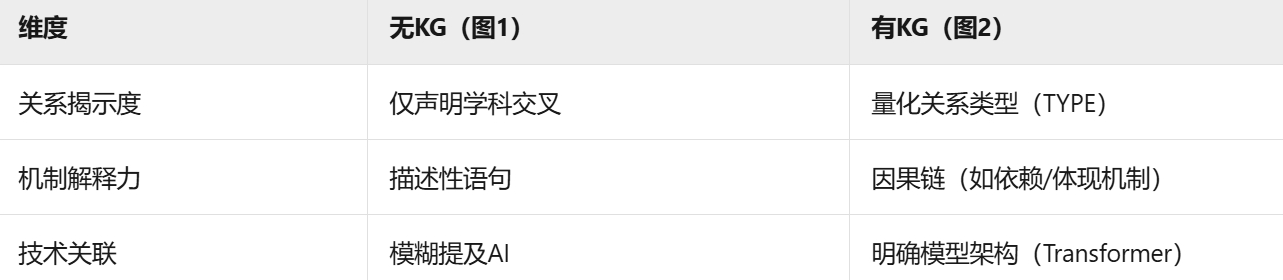 维度 无KG（图1） 有KG（图2）
关系揭示度 仅声明学科交叉 量化关系类型（TYPE）
机制解释力 描述性语句 因果链（如依赖/体现机制）
技术关联 模糊提及AI 明确模型架构（Transformer）